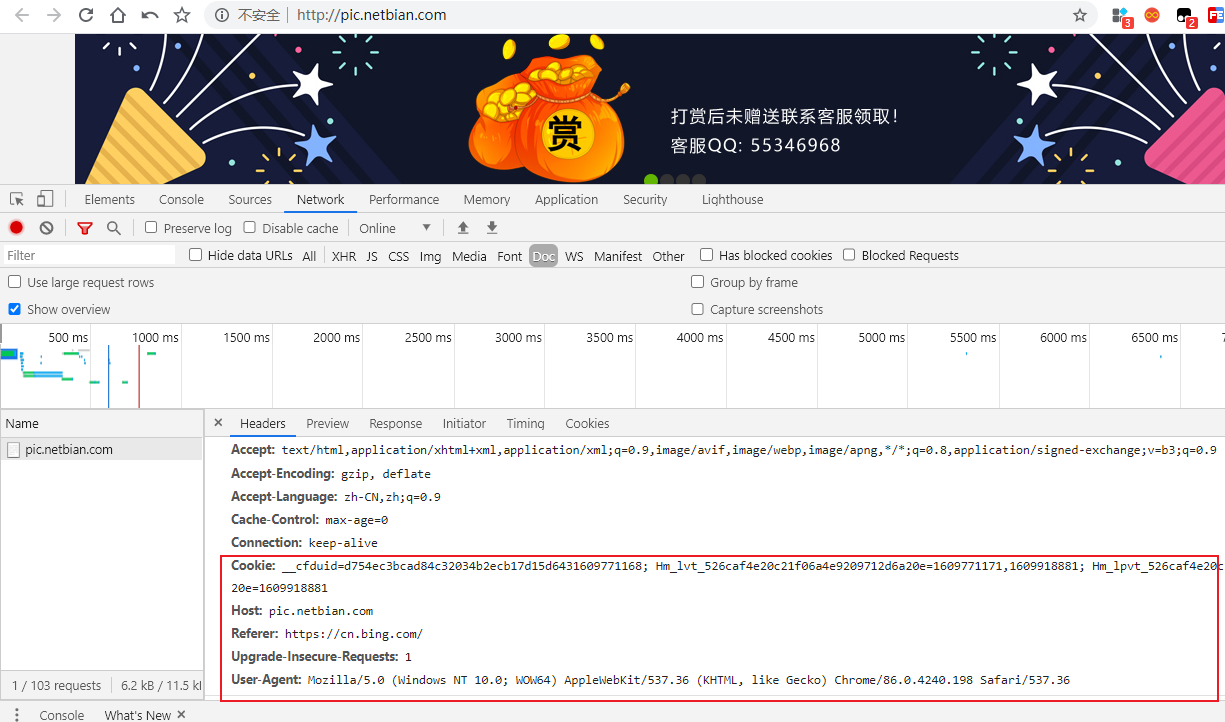 不安全 http://pic.netbian.com
3
2
FE
赏
打赏后未赠送联系客服领取!
客服QQ: 55346968
Elements Console Sources Network Performance Memory Application Security Lighthouse
Preserve log Disable cache Online
Filter Hide data URLs All XHR JS CSS Img Media Font Doc WS Manifest Other Has blocked cookies Blocked Requests
Use large request rows Group by frame
Show overview Capture screenshots
500 ms 1000 ms 1500 ms 2000 ms 2500 ms 3000 ms 3500 ms 4000 ms 4500 ms 5000 ms 5500 ms 6000 ms 6500 ms 7
Name × Headers Preview Response Initiator Timing Cookies
pic.netbian.com
Accept: text/html,application/xhtml+xml,application/xml;q=0.9,image/avif,image/webp,image/apng,*/*;q=0.8,application/signed-exchange;v=b3;q=0.9
Accept-Encoding: gzip, deflate
Accept-Language: zh-CN,zh;q=0.9
Cache-Control: max-age=0
Connection: keep-alive
Cookie: __cfduid=d754ec3bcad84c32034b2ecb17d15d6431609771168; Hm_lvt_526caf4e20c21f06a4e9209712d6a20e=1609771171,1609918881; Hm_lpvt_526caf4e20c
20e=1609918881
Host: pic.netbian.com
Referer: https://cn.bing.com/
Upgrade-Insecure-Requests: 1
User-Agent: Mozilla/5.0 (Windows NT 10.0; WOW64) AppleWebKit/537.36 (KHTML, like Gecko) Chrome/86.0.4240.198 Safari/537.36
1 / 103 requests 6.2 kB / 11.5 kl
Console What's New ×